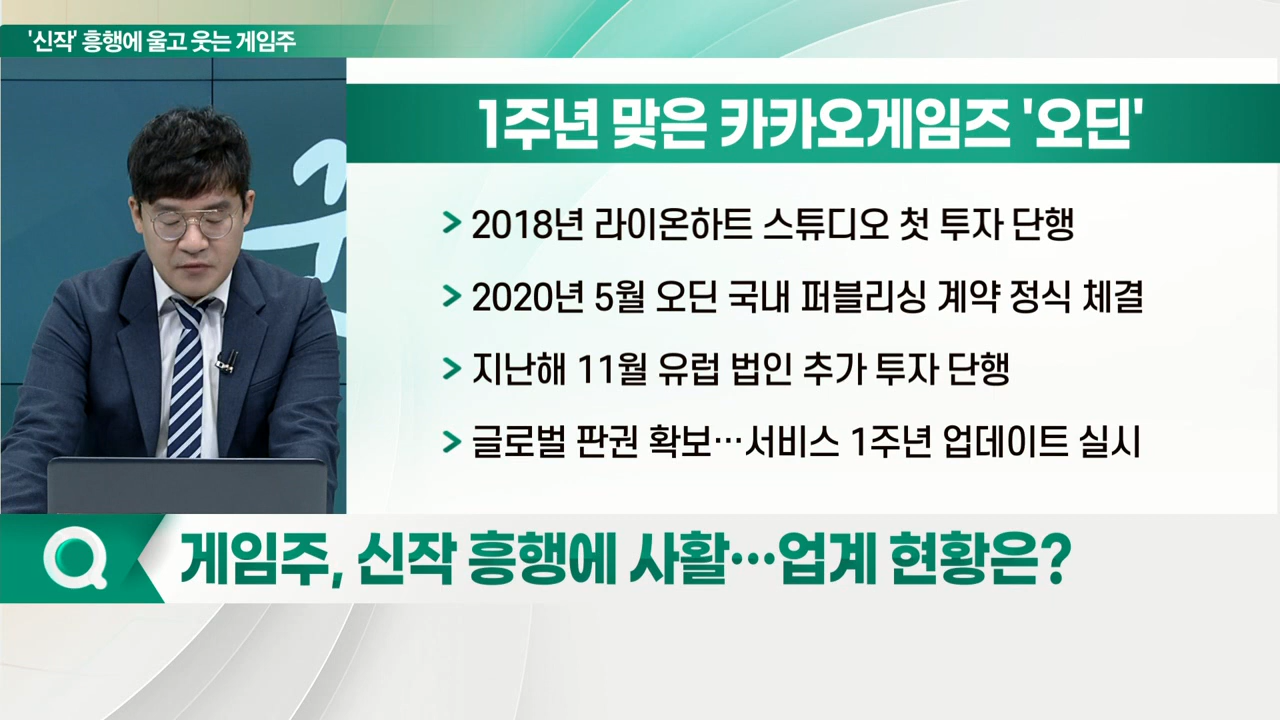 '신작' 흥행에 울고 웃는 게임주
1주년 맞은 카카오게임즈 '오딘'
> 2018년 라이온하트 스튜디오 첫 투자 단행
> 2020년 5월 오딘 국내 퍼블리싱 계약 정식 체결
> 지난해 11월 유럽 법인 추가 투자 단행
> 글로벌 판권 확보…서비스 1주년 업데이트 실시
Q 게임주, 신작 흥행에 사활…업계 현황은?